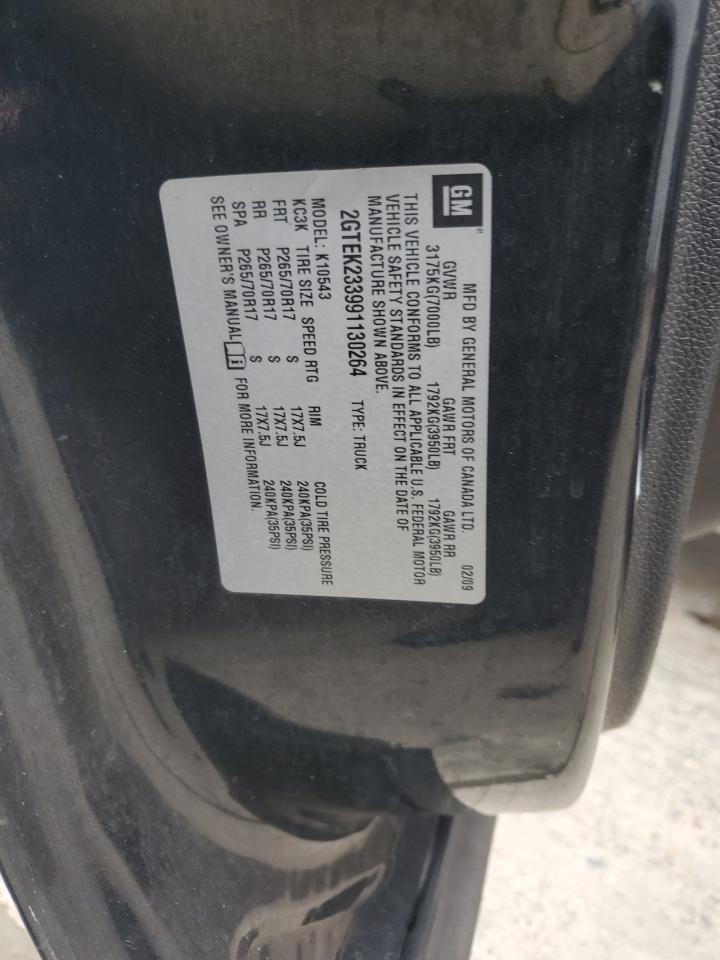 GM
MFD BY GENERAL MOTORS OF CANADA LTD. 02/09
GVWR GAWR FRT GAWR RR
3175KG(7000LB) 1792KG(3950LB) 1792KG(3950LB)
THIS VEHICLE CONFORMS TO ALL APPLICABLE U.S. FEDERAL MOTOR
VEHICLE SAFETY STANDARDS IN EFFECT ON THE DATE OF
MANUFACTURE SHOWN ABOVE.
2GTEK233991130264 TYPE: TRUCK
MODEL: K10543
KC3K TIRE SIZE SPEED RTG RIM COLD TIRE PRESSURE
FRT P265/70R17 S 17X7.5J 240KPA(35PSI)
RR P265/70R17 S 17X7.5J 240KPA(35PSI)
SPA P265/70R17 S 17X7.5J 240KPA(35PSI)
SEE OWNER'S MANUAL FOR MORE INFORMATION.